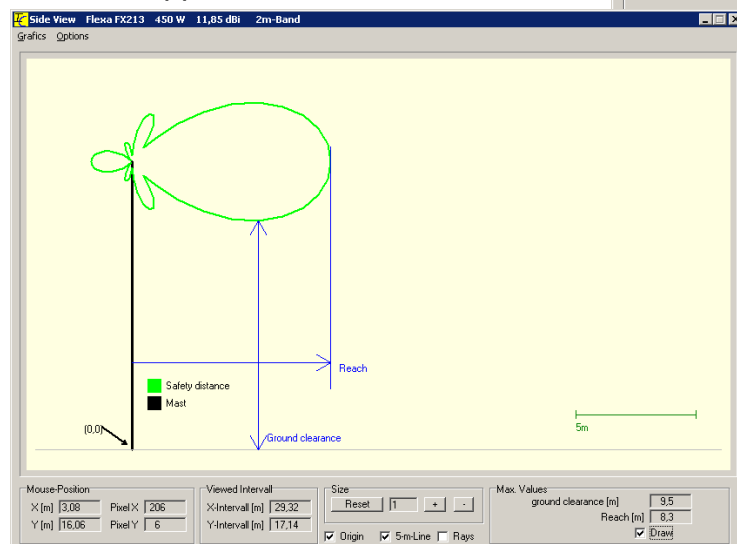 Side View Flexa FX213 450 W 11,85 dBi 2m-Band
Grafics Options
Reach
Safety distance
Mast
(0,0)
Ground clearance
5m
Mouse-Position
X [m] 3,08 Pixel X 206
Y [m] 16,06 Pixel Y 6
Viewed Intervall
X-Intervall [m] 29,32
Y-Intervall [m] 17,14
Size
Reset 1 + -
Origin 5-m-Line Rays
Max. Values
ground clearance [m] 9,5
Reach [m] 8,3
Draw